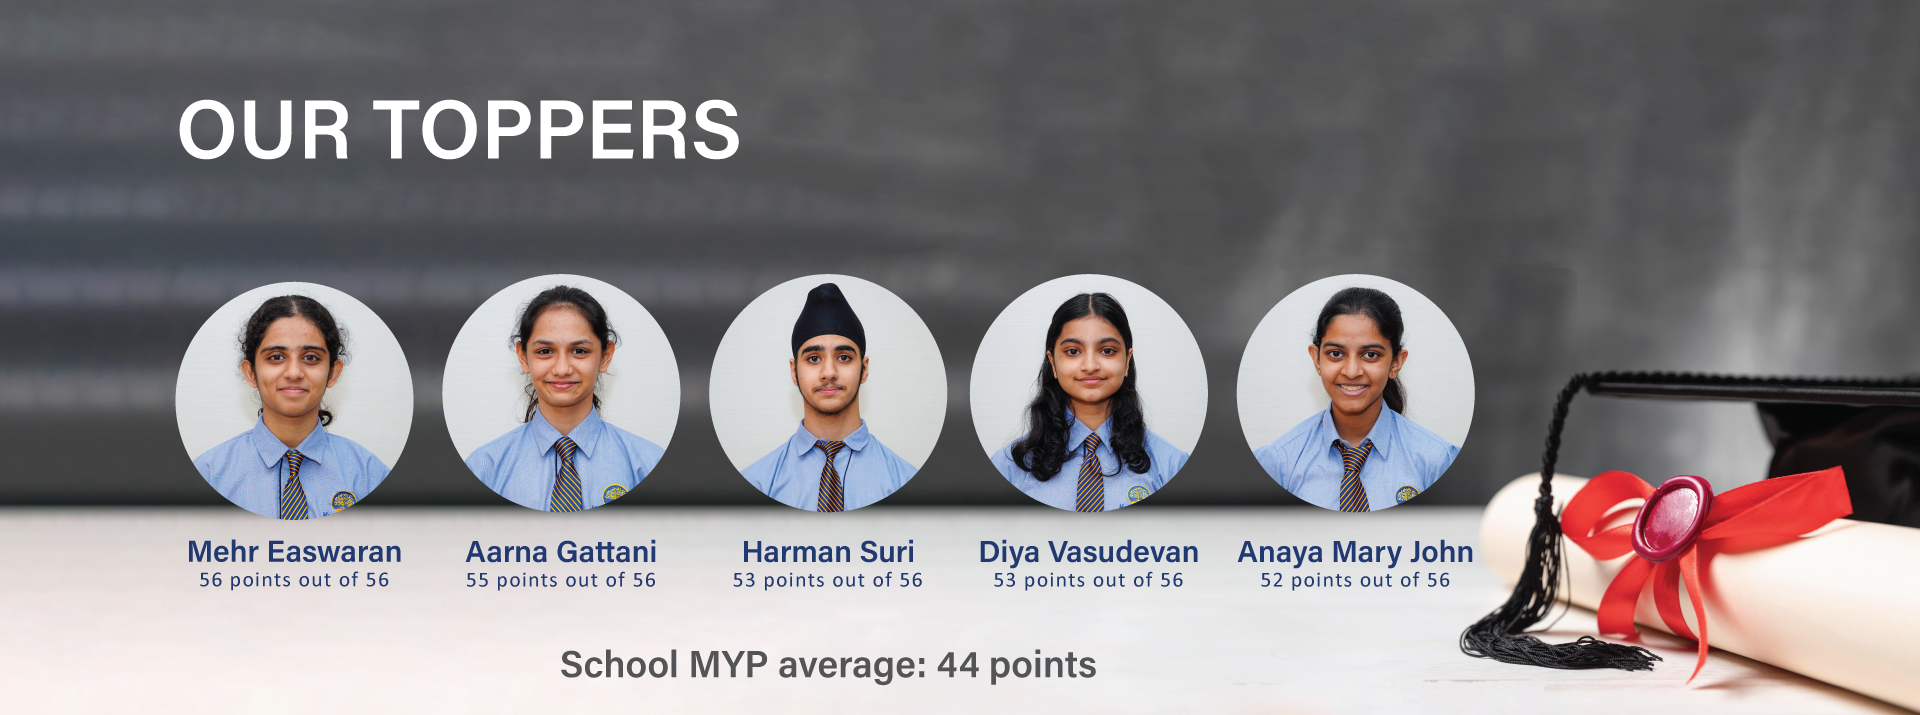 OUR TOPPERS
Mehr Easwaran
56 points out of 56
Aarna Gattani
55 points out of 56
Harman Suri
53 points out of 56
Diya Vasudevan
53 points out of 56
Anaya Mary John
52 points out of 56
School MYP average: 44 points